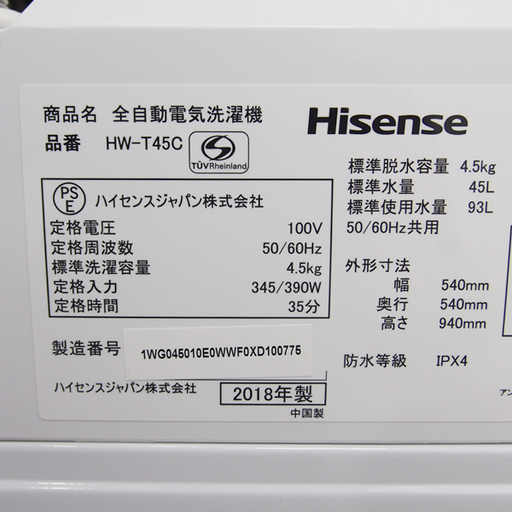 商品名 全自動電気洗濯機
品番 HW-T45C
S
TÜVRheinland
Hisense
PS
E
ハイセンスジャパン株式会社
定格電圧 100V
定格周波数 50/60Hz
標準洗濯容量 4.5kg
定格入力 345/390W
定格時間 35分
標準脱水容量 4.5kg
標準水量 45L
標準使用水量 93L
50/60Hz共用
外形寸法
幅 540mm
奥行 540mm
高さ 940mm
防水等級 IPX4
製造番号 1WG045010E0WWF0XD100775
ハイセンスジャパン株式会社
2018年製
中国製
アン